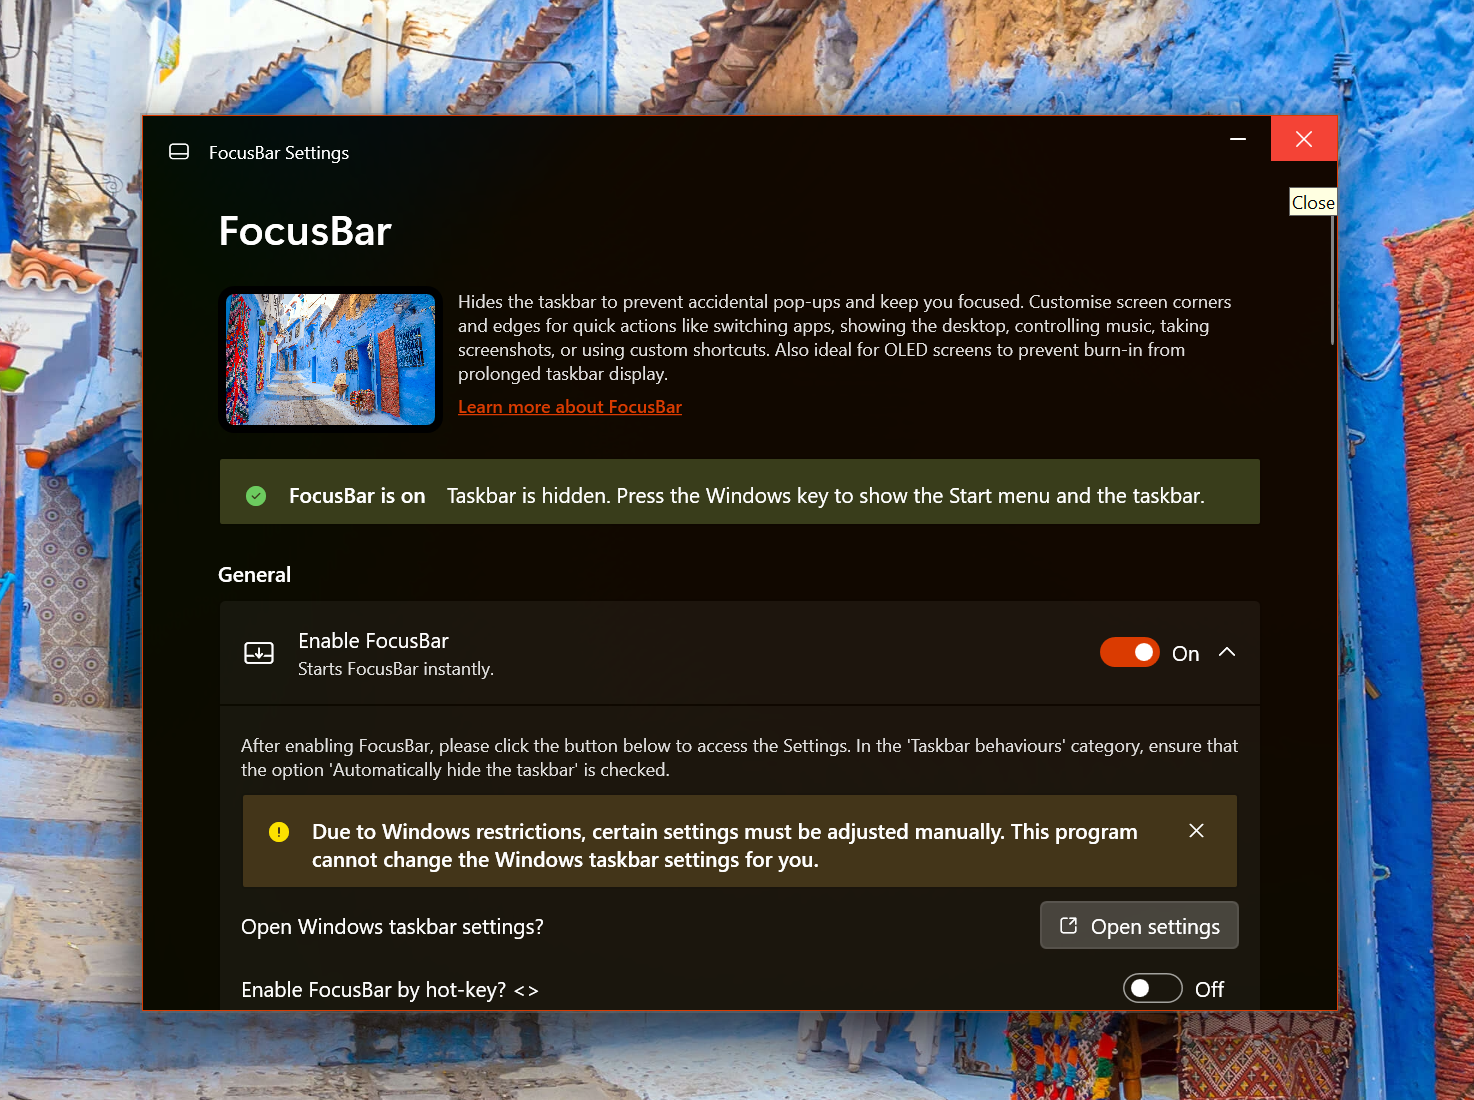 FocusBar Settings
Close
FocusBar
Hides the taskbar to prevent accidental pop-ups and keep you focused. Customise screen corners
and edges for quick actions like switching apps, showing the desktop, controlling music, taking
screenshots, or using custom shortcuts. Also ideal for OLED screens to prevent burn-in from
prolonged taskbar display.
Learn more about FocusBar
FocusBar is on Taskbar is hidden. Press the Windows key to show the Start menu and the taskbar.
General
Enable FocusBar
Starts FocusBar instantly.
On
After enabling FocusBar, please click the button below to access the Settings. In the 'Taskbar behaviours' category, ensure that
the option 'Automatically hide the taskbar' is checked.
Due to Windows restrictions, certain settings must be adjusted manually. This program
cannot change the Windows taskbar settings for you.
Open Windows taskbar settings?
Open settings
Enable FocusBar by hot-key? <>
Off